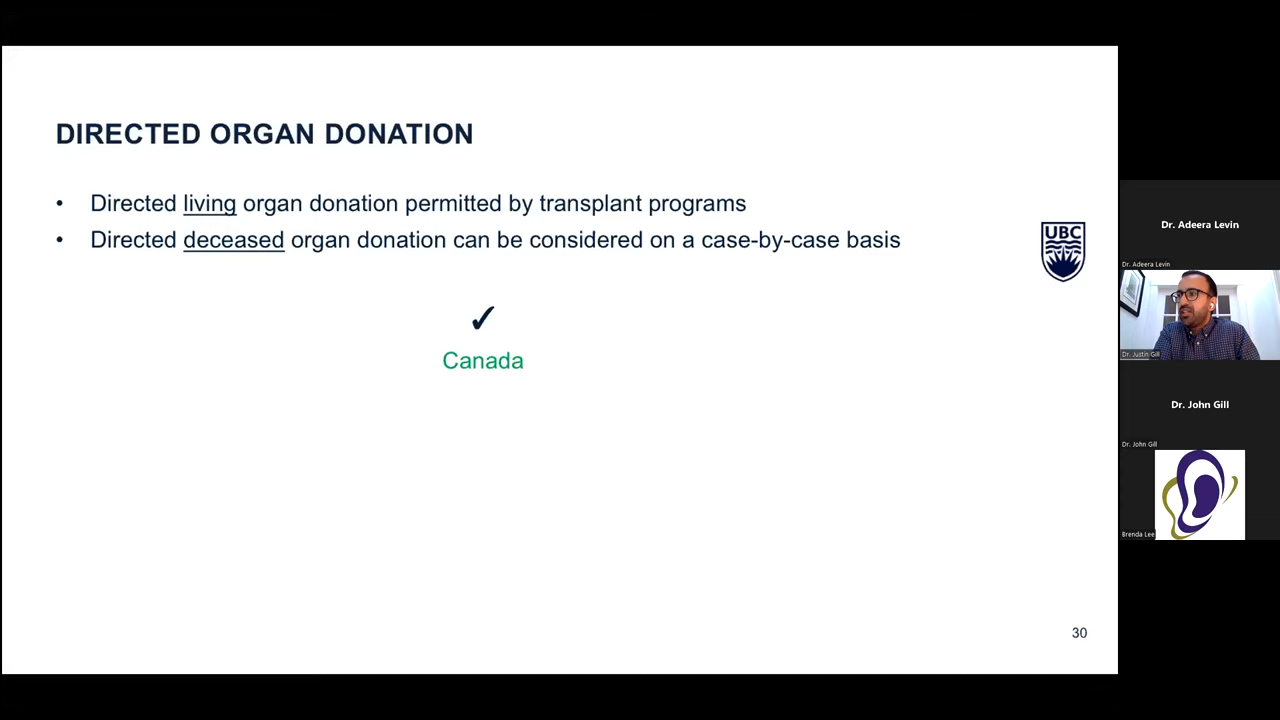 DIRECTED ORGAN DONATION
• Directed living organ donation permitted by transplant programs
• Directed deceased organ donation can be considered on a case-by-case basis
UBC
✓
Canada
30
Dr. Adeera Levin
Dr. Adeera Levin
Dr. Justin Gill
Dr. John Gill
Dr. John Gill
Brenda Lee